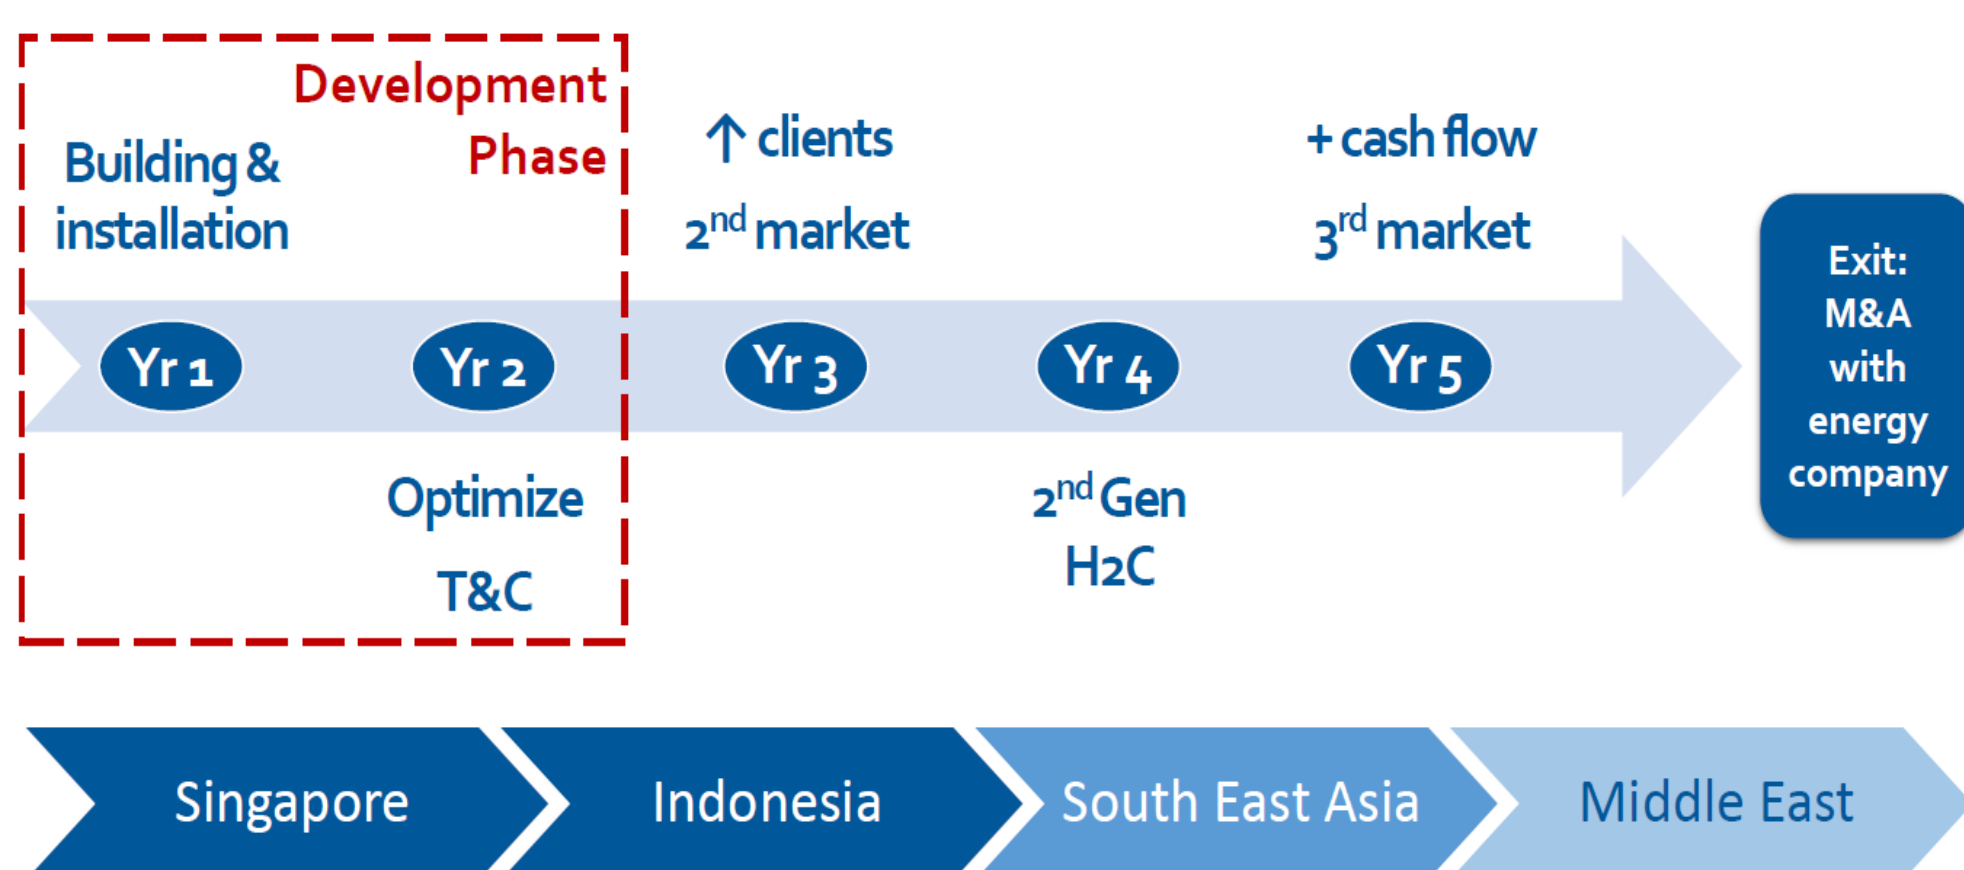 Development
Phase
Building &
installation
↑ clients
2nd market
+ cash flow
3rd market
Yr 1
Yr 2
Yr 3
Yr 4
Yr 5
Exit:
M&A
with
energy
company
Optimize
T&C
2nd Gen
H2C
Singapore
Indonesia
South East Asia
Middle East